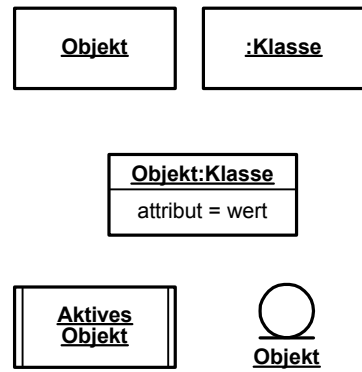 Objekt
:Klasse
Objekt:Klasse
attribut = wert
Aktives
Objekt
Objekt